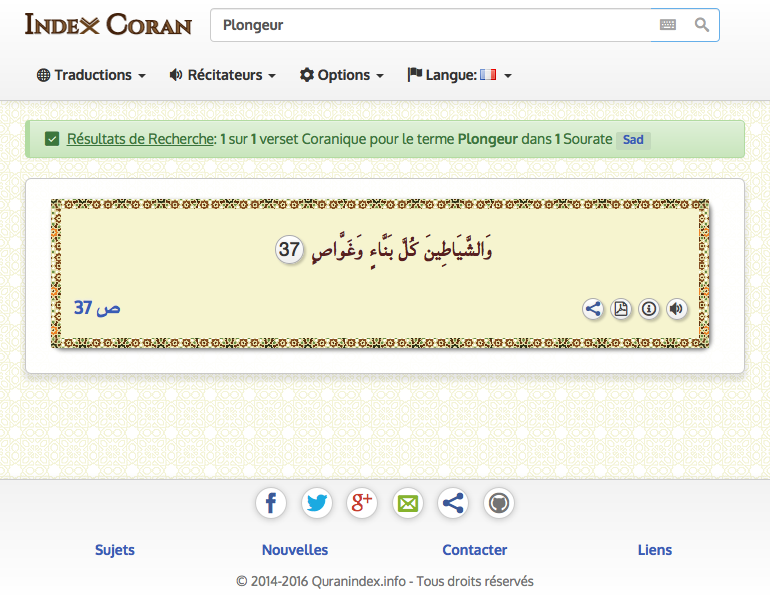 Index Coran
Plongeur
Traductions Récitateurs Options Langue:
Résultats de Recherche: 1 sur 1 verset Coranique pour le terme Plongeur dans 1 Sourate Sad
وَالشَّيَاطِينَ كُلَّ بَنَّاءٍ وَغَوَّاصٍ 37
ص 37
f g+
Sujets Nouvelles Contacter Liens
© 2014-2016 Quranindex.info - Tous droits réservés